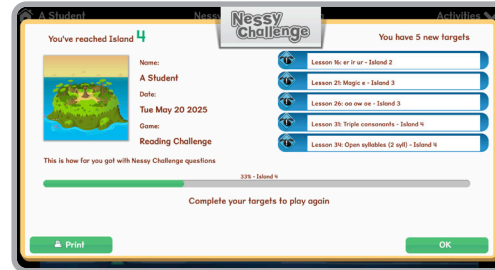 A Student
Nessy
Activities
Nessy
Challenge
You've reached Island 4
You have 5 new targets
Name:
A Student
Date:
Tue May 20 2025
Game:
Reading Challenge
Lesson 16: er ir ur - Island 2
Lesson 21: Magic e - Island 3
Lesson 26: oo ow oe - Island 3
Lesson 31: Triple consonants - Island 4
Lesson 34: Open syllables (2 syll) - Island 4
This is how far you got with Nessy Challenge questions
33% - Island 4
Complete your targets to play again
Print
OK